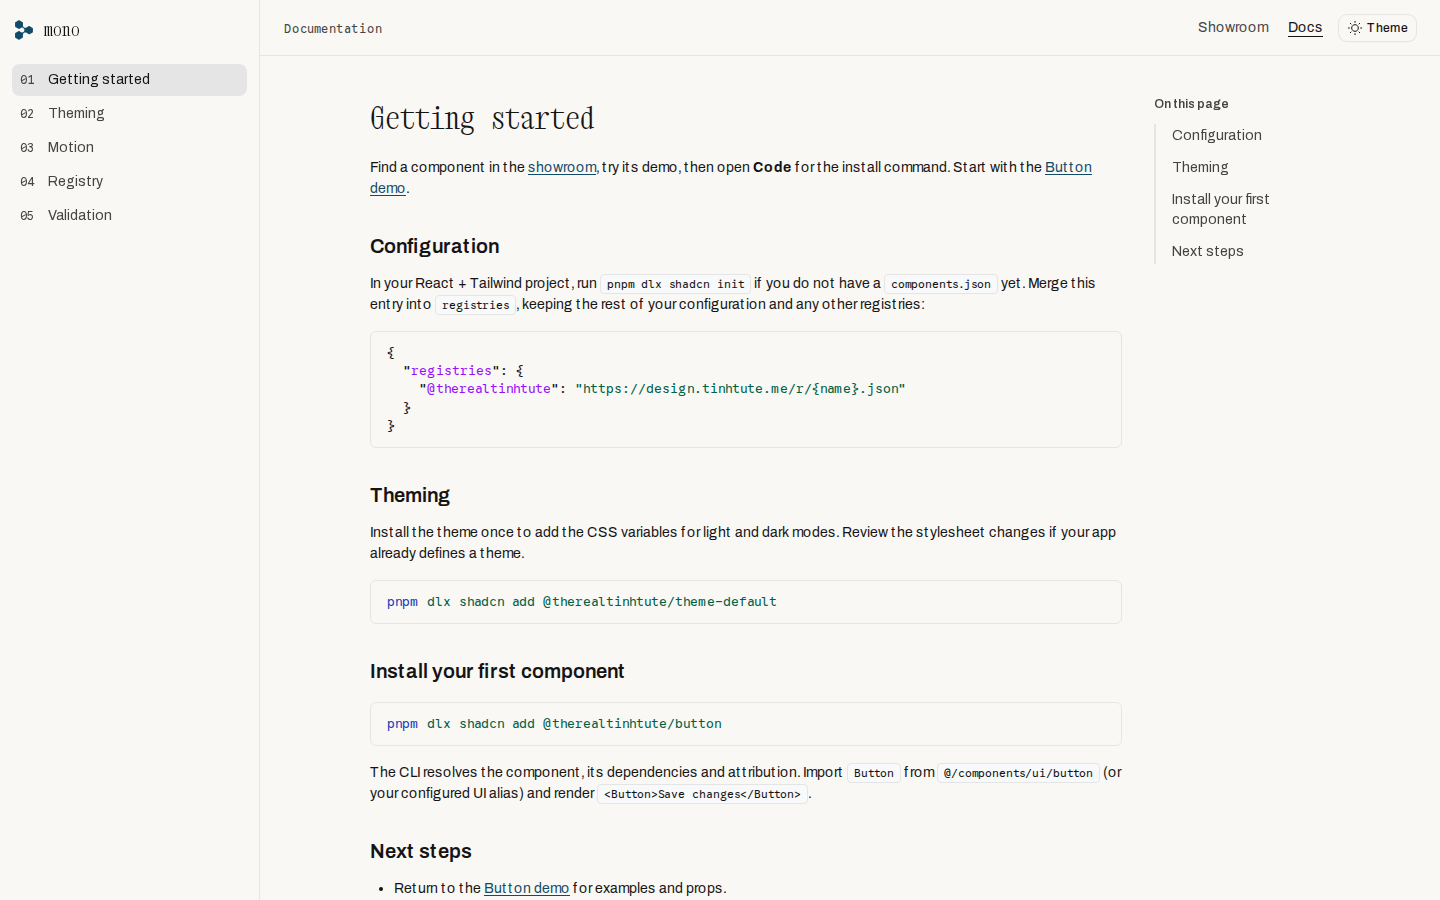 mono
Documentation
Showroom
Docs
Theme
01 Getting started
02 Theming
03 Motion
04 Registry
05 Validation
Getting started
Find a component in the showroom, try its demo, then open Code for the install command. Start with the Button
demo.
Configuration
In your React + Tailwind project, run pnpm dlx shadcn init if you do not have a components.json yet. Merge this
entry into registries, keeping the rest of your configuration and any other registries:
{
"registries": {
"@therealtinhtute": "https://design.tinhtute.me/r/{name}.json"
}
}
Theming
Install the theme once to add the CSS variables for light and dark modes. Review the stylesheet changes if your app
already defines a theme.
pnpm dlx shadcn add @therealtinhtute/theme-default
Install your first component
pnpm dlx shadcn add @therealtinhtute/button
The CLI resolves the component, its dependencies and attribution. Import Button from @/components/ui/button (or
your configured UI alias) and render <Button>Save changes</Button>.
Next steps
• Return to the Button demo for examples and props.
On this page
Configuration
Theming
Install your first
component
Next steps